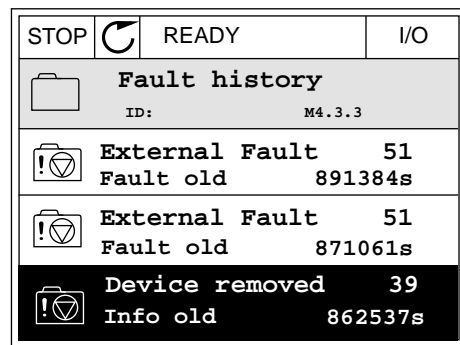 STOP READY I/O
Fault history
ID: M4.3.3
External Fault 51
Fault old 891384s
External Fault 51
Fault old 871061s
Device removed 39
Info old 862537s